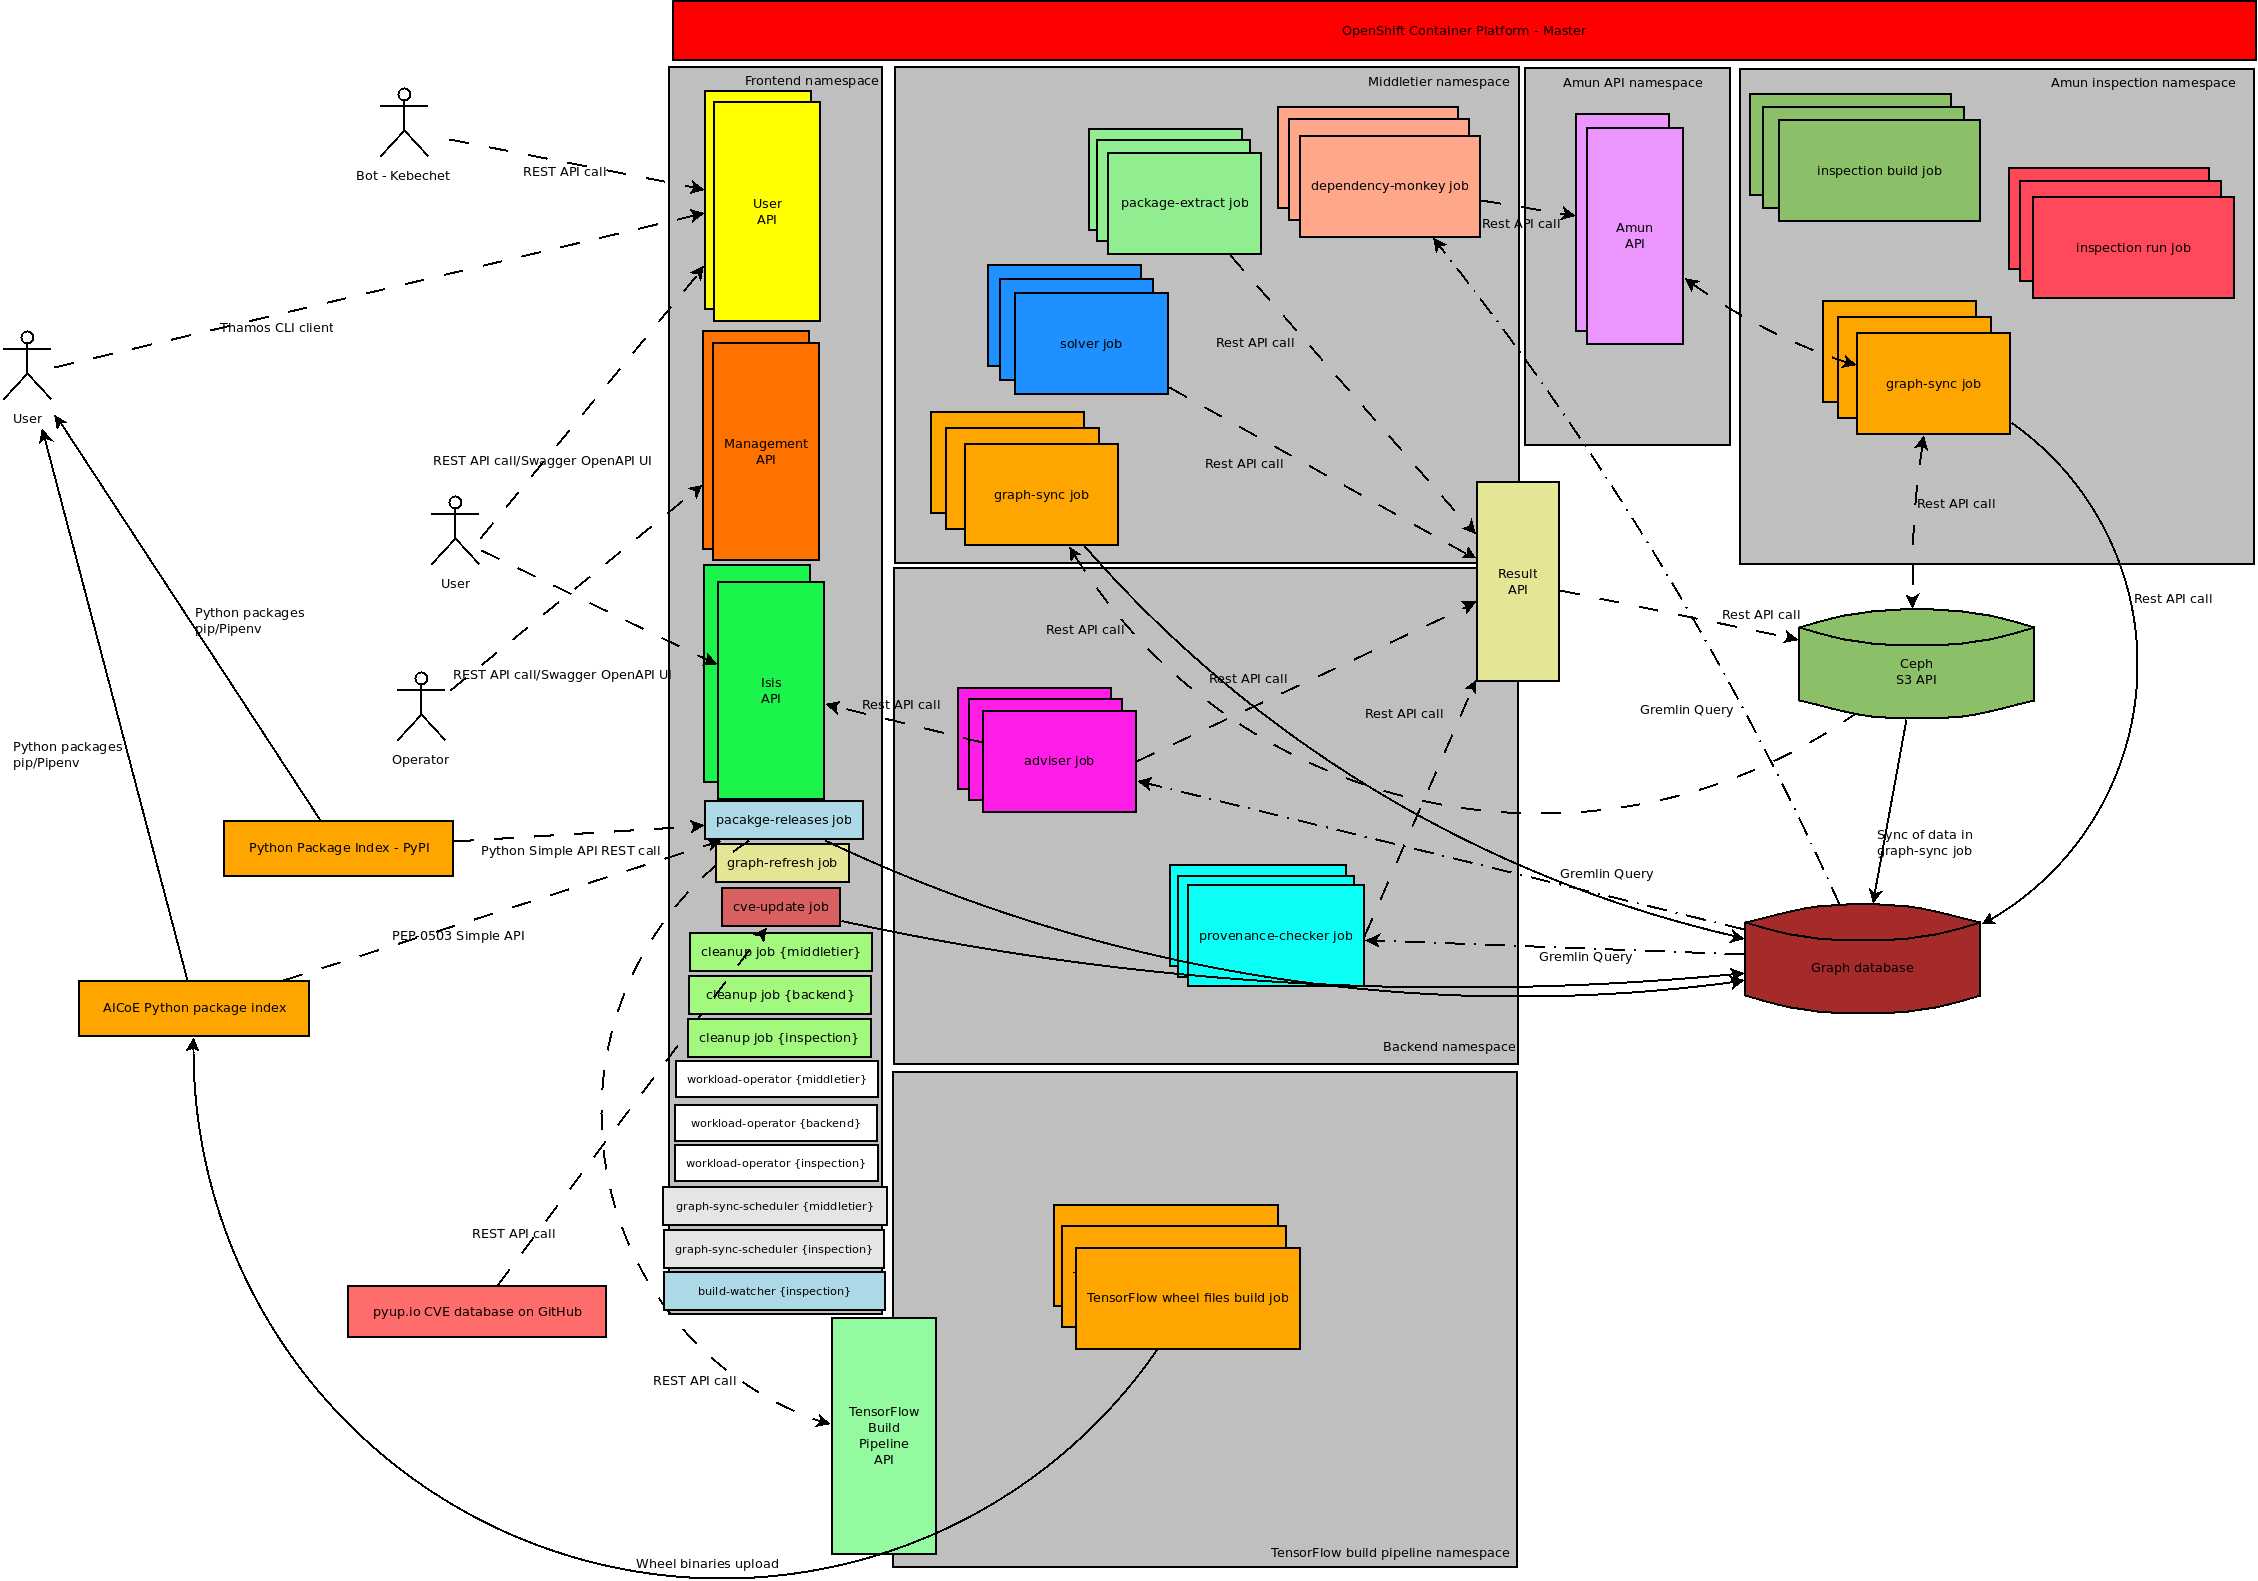 OpenShift Container Platform - Master
Frontend namespace
Middletier namespace
Amun API namespace
Amun inspection namespace
Bot - Kebechet
REST API call
User
API
package-extract job
dependency-monkey job
Rest API call
Amun
API
inspection build job
inspection run job
Thamos CLI client
User
solver job
Rest API call
graph-sync job
Management
API
REST API call/Swagger OpenAPI UI
Rest API call
graph-sync job
Rest API call
User
Result
API
Rest API call
Python packages
pip/Pipenv
Rest API call
Rest API call
REST API call/Swagger OpenAPI UI
Isis
API
Rest API call
Rest API call
Rest API call
Ceph
S3 API
Gremlin Query
Operator
Python packages
pip/Pipenv
adviser job
pacakge-releases job
Python Package Index - PyPI
Python Simple API REST call
graph-refresh job
Sync of data in
graph-sync job
Gremlin Query
cve-update job
PEP-0503 Simple API
provenance-checker job
cleanup job {middletier}
Gremlin Query
Graph database
cleanup job {backend}
AICoE Python package index
cleanup job {inspection}
Backend namespace
workload-operator {middletier}
workload-operator {backend}
workload-operator {inspection}
graph-sync-scheduler {middletier}
REST API call
graph-sync-scheduler {inspection}
build-watcher {inspection}
TensorFlow wheel files build job
pyup.io CVE database on GitHub
REST API call
TensorFlow
Build
Pipeline
API
Wheel binaries upload
TensorFlow build pipeline namespace